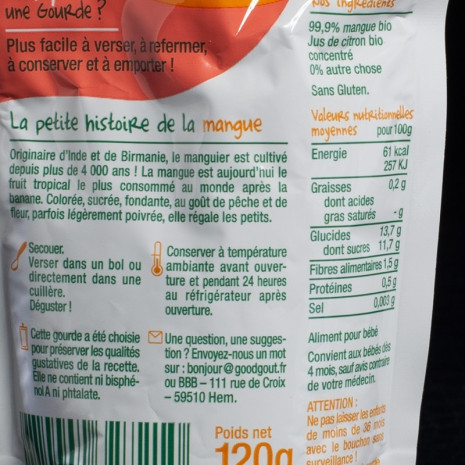 une Gourde ?
Plus facile à verser, à refermer,
à conserver et à emporter !
Nos ingrédients
99,9% mangue bio
Jus de citron bio
concentré
0% autre chose
Sans Gluten.
La petite histoire de la mangue
Originaire d'Inde et de Birmanie, le manguier est cultivé
depuis plus de 4 000 ans ! La mangue est aujourd'hui le
fruit tropical le plus consommé au monde après la
banane. Colorée, sucrée, fondante, au goût de pêche et de
fleur, parfois légèrement poivrée, elle régale les petits.
Valeurs nutritionnelles
moyennes pour 100g
Energie 61 kcal
257 KJ
Graisses 0,2 g
dont acides
gras saturés - g
Glucides 13,7 g
dont sucres 11,7 g
Fibres alimentaires 1,5 g
Protéines 0,5 g
Sel 0,003 g
Secouer.
Verser dans un bol ou
directement dans une
cuillère.
Déguster !
Conserver à température
ambiante avant ouver-
ture et pendant 24 heures
au réfrigérateur après
ouverture.
Cette gourde a été choisie
pour préserver les qualités
gustatives de la recette.
Elle ne contient ni bisphé-
nol A ni phtalate.
Une question, une sugges-
tion ? Envoyez-nous un mot
sur : bonjour@goodgout.fr
ou BBB – 111 rue de Croix
– 59510 Hem.
Aliment pour bébé
Convient aux bébés dès
4 mois, sauf avis contraire
de votre médecin.
ATTENTION :
Ne pas laisser les enfants
de moins de 36 mois
avec le bouchon sans
surveillance !
Poids net
120g